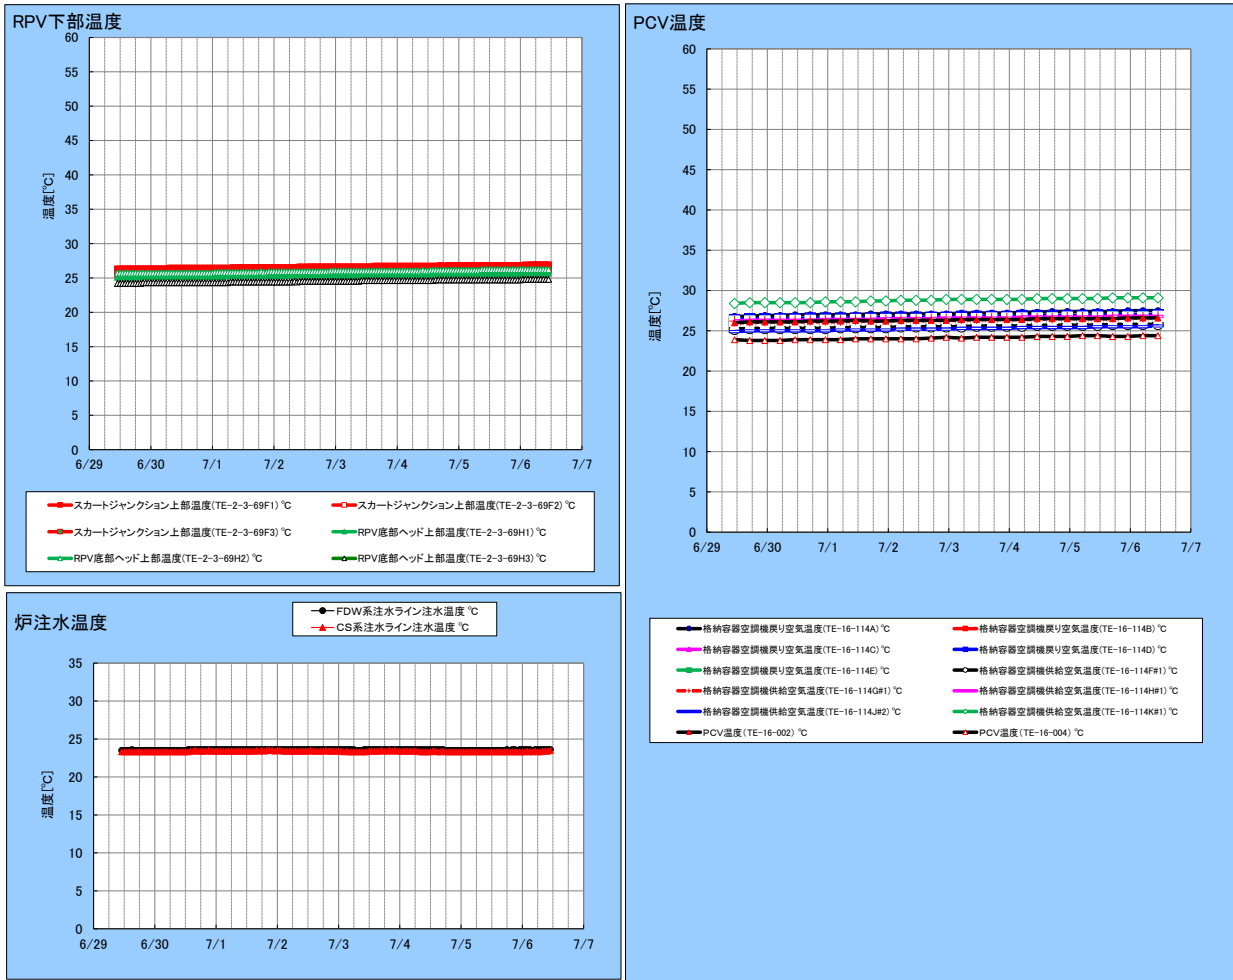 RPV下部温度
温度[℃]
60
55
50
45
40
35
30
25
20
15
10
5
0
6/29 6/30 7/1 7/2 7/3 7/4 7/5 7/6 7/7
スカートジャンクション上部温度(TE-2-3-69F1) ℃ スカートジャンクション上部温度(TE-2-3-69F2) ℃
スカートジャンクション上部温度(TE-2-3-69F3) ℃ RPV底部ヘッド上部温度(TE-2-3-69H1) ℃
RPV底部ヘッド上部温度(TE-2-3-69H2) ℃ RPV底部ヘッド上部温度(TE-2-3-69H3) ℃
炉注水温度
FDW系注水ライン注水温度 ℃
CS系注水ライン注水温度 ℃
温度[℃]
35
30
25
20
15
10
5
0
6/29 6/30 7/1 7/2 7/3 7/4 7/5 7/6 7/7
PCV温度
温度[℃]
60
55
50
45
40
35
30
25
20
15
10
5
0
6/29 6/30 7/1 7/2 7/3 7/4 7/5 7/6 7/7
格納容器空調機戻り空気温度(TE-16-114A) ℃ 格納容器空調機戻り空気温度(TE-16-114B) ℃
格納容器空調機戻り空気温度(TE-16-114C) ℃ 格納容器空調機戻り空気温度(TE-16-114D) ℃
格納容器空調機戻り空気温度(TE-16-114E) ℃ 格納容器空調機供給空気温度(TE-16-114F#1) ℃
格納容器空調機供給空気温度(TE-16-114G#1) ℃ 格納容器空調機供給空気温度(TE-16-114H#1) ℃
格納容器空調機供給空気温度(TE-16-114J#2) ℃ 格納容器空調機供給空気温度(TE-16-114K#1) ℃
PCV温度(TE-16-002) ℃ PCV温度(TE-16-004) ℃